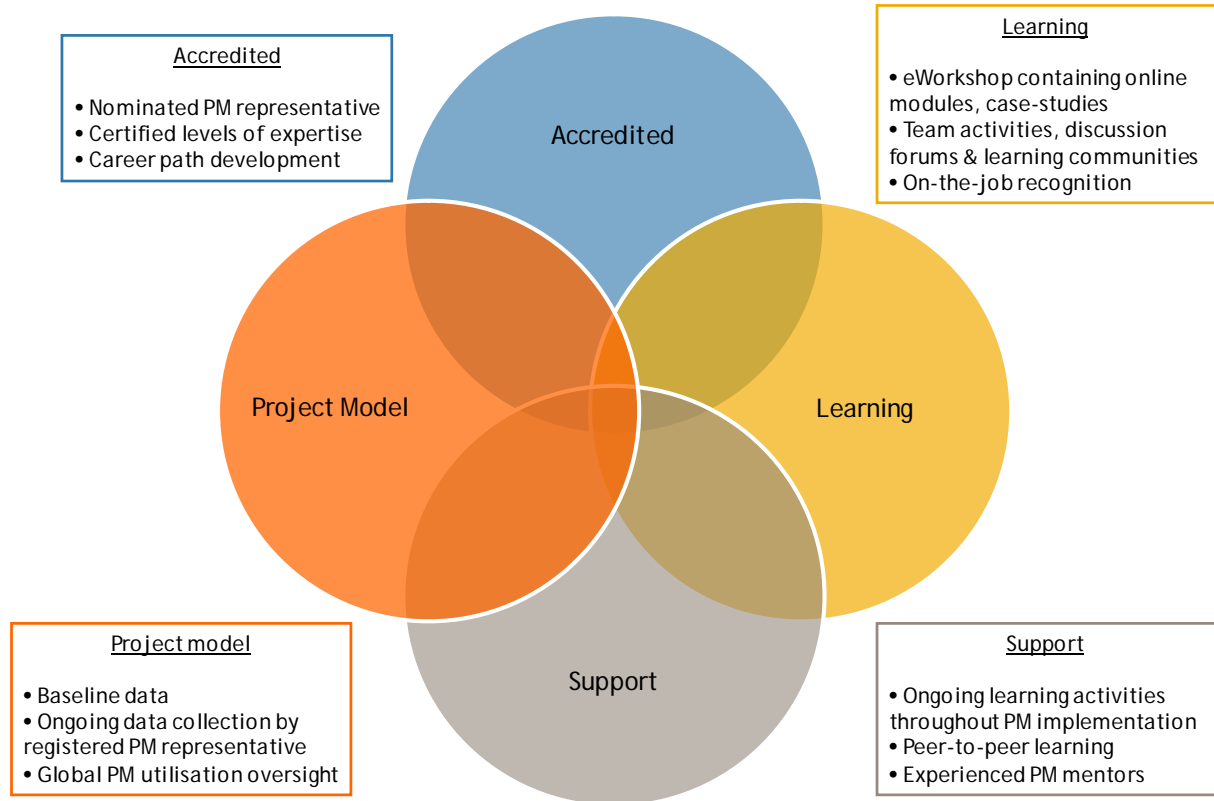 Accredited
• Nominated PM representative
• Certified levels of expertise
• Career path development
Learning
• eWorkshop containing online
modules, case-studies
• Team activities, discussion
forums & learning communities
• On-the-job recognition
Accredited
Project Model
Learning
Support
Project model
• Baseline data
• Ongoing data collection by
registered PM representative
• Global PM utilisation oversight
Support
• Ongoing learning activities
throughout PM implementation
• Peer-to-peer learning
• Experienced PM mentors